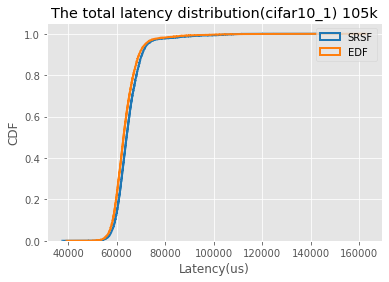 The total latency distribution(cifar10_1) 105k
1.0
0.8
0.6
0.4
0.2
0.0
CDF
SRSF
EDF
40000 60000 80000 100000 120000 140000 160000
Latency(us)